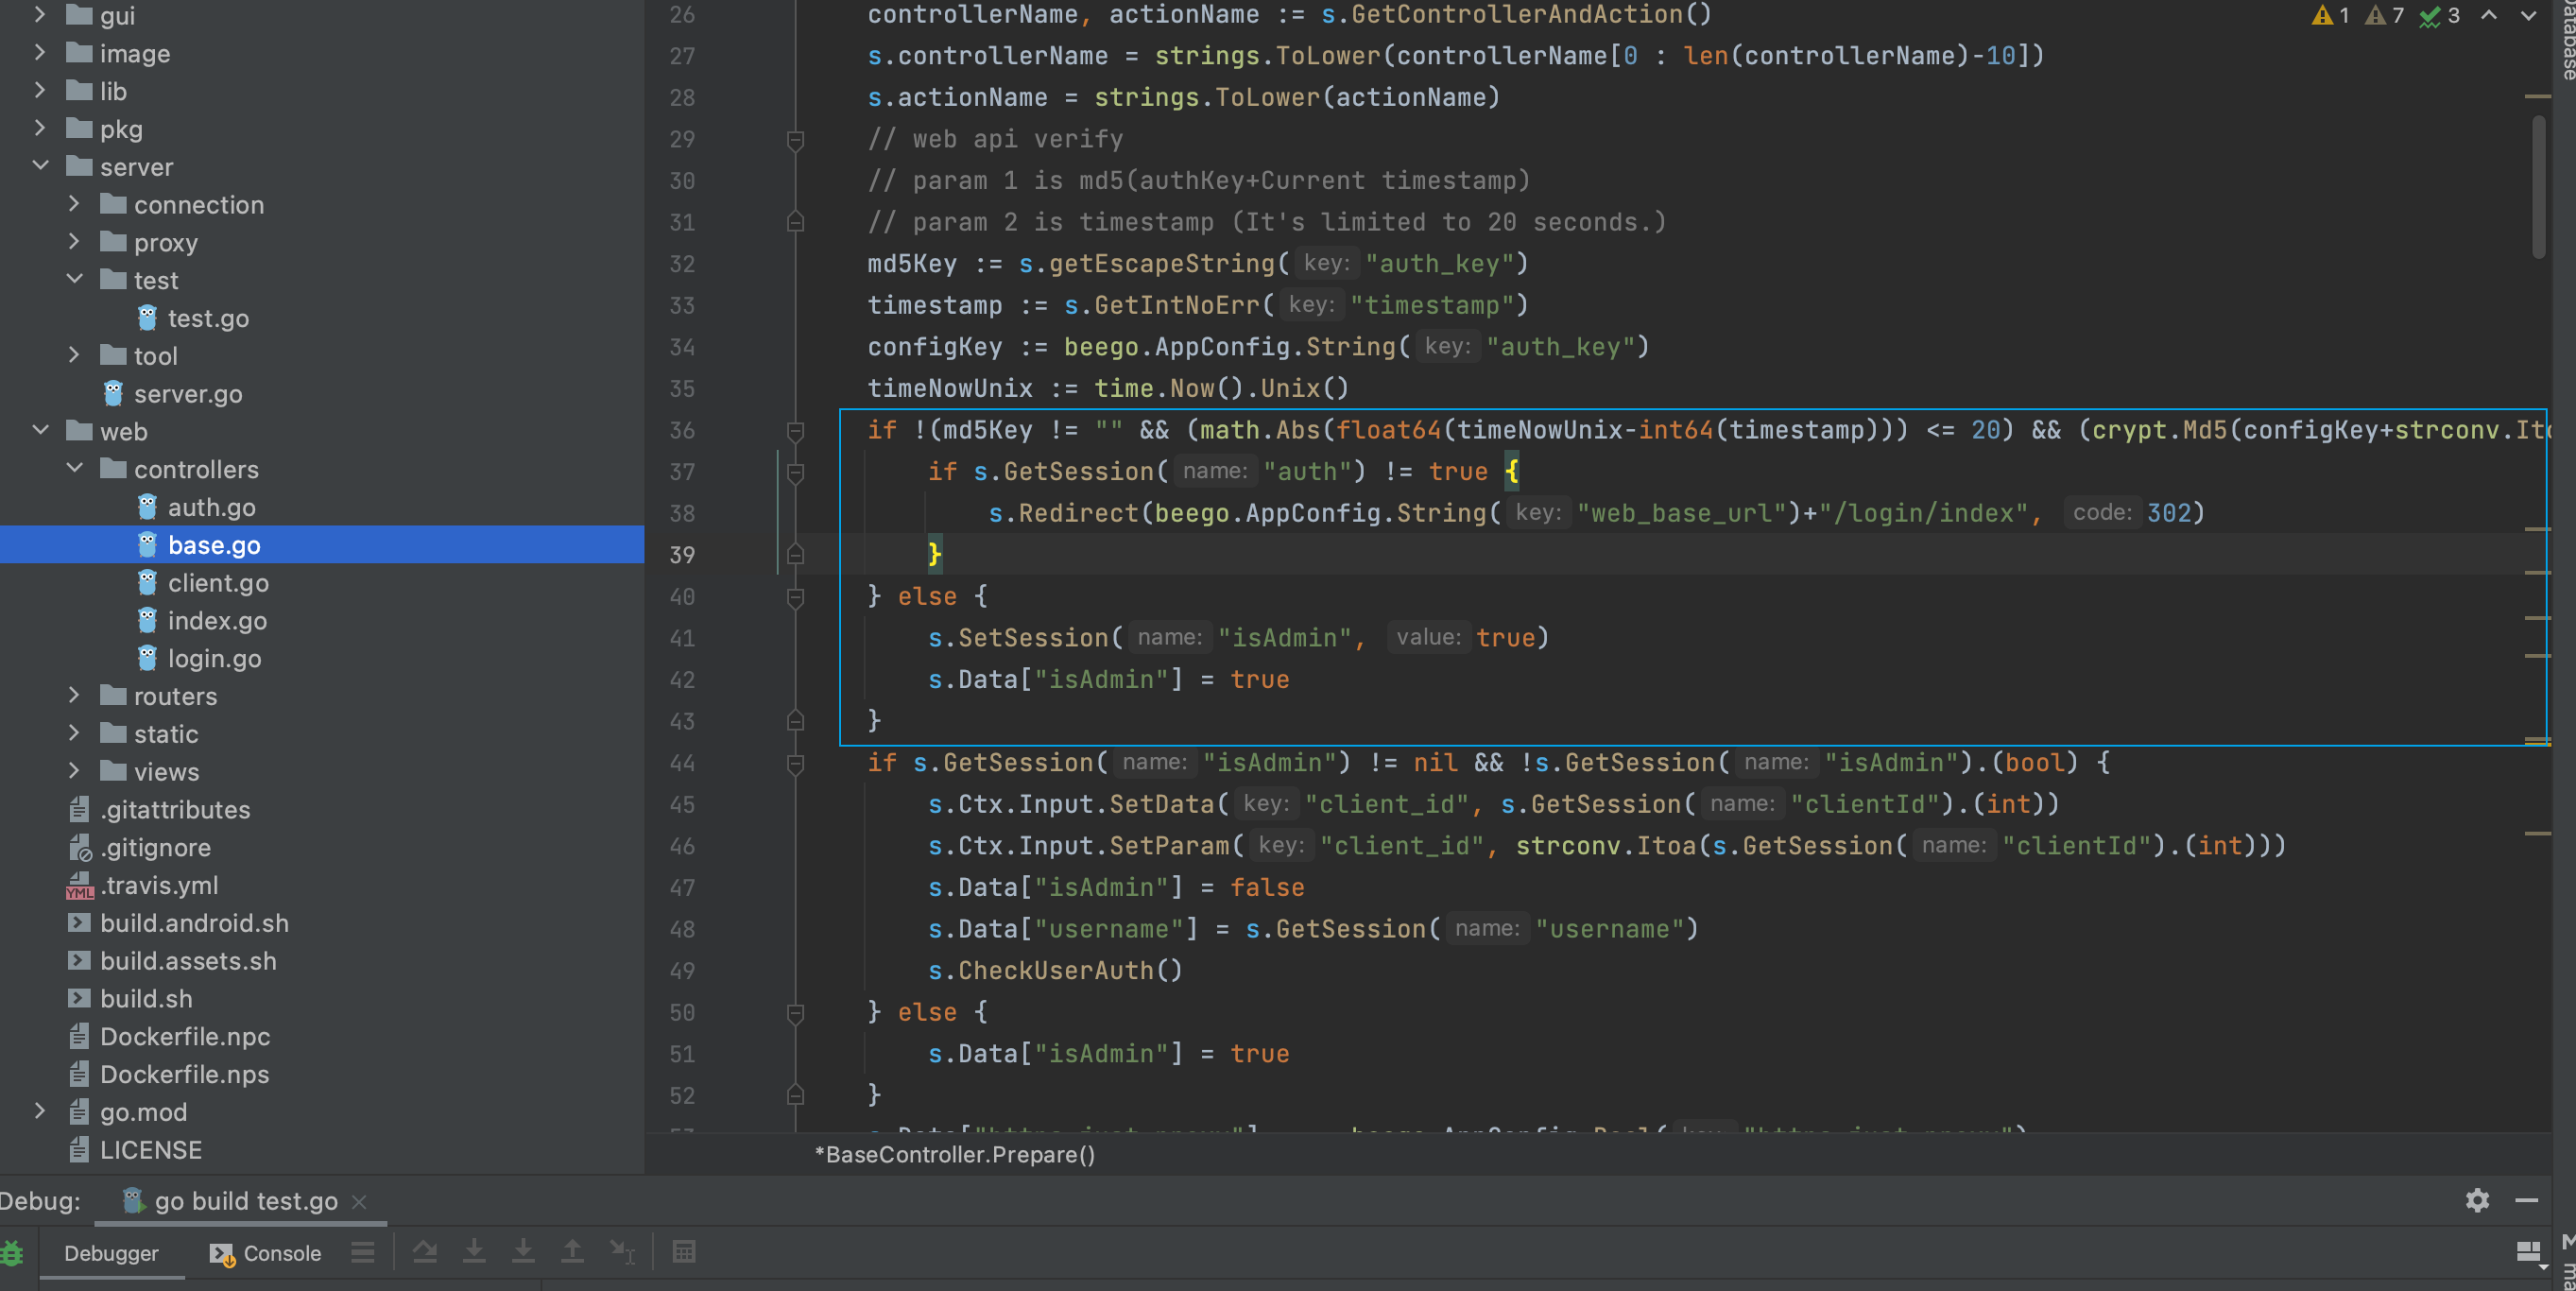 gui
image
lib
pkg
server
connection
proxy
test
test.go
tool
server.go
web
controllers
auth.go
base.go
client.go
index.go
login.go
routers
static
views
.gitattributes
.gitignore
.travis.yml
build.android.sh
build.assets.sh
build.sh
Dockerfile.npc
Dockerfile.nps
go.mod
LICENSE
1 7 3
26 controllerName, actionName := s.GetControllerAndAction()
27 s.controllerName = strings.ToLower(controllerName[0 : len(controllerName)-10])
28 s.actionName = strings.ToLower(actionName)
29 // web api verify
30 // param 1 is md5(authKey+Current timestamp)
31 // param 2 is timestamp (It's limited to 20 seconds.)
32 md5Key := s.getEscapeString( key: "auth_key")
33 timestamp := s.GetIntNoErr( key: "timestamp")
34 configKey := beego.AppConfig.String( key: "auth_key")
35 timeNowUnix := time.Now().Unix()
36 if !(md5Key != "" && (math.Abs(float64(timeNowUnix-int64(timestamp))) <= 20) && (crypt.Md5(configKey+strconv.Ito
37 if s.GetSession( name: "auth") != true {
38 s.Redirect(beego.AppConfig.String( key: "web_base_url")+"/login/index", code: 302)
39 }
40 } else {
41 s.SetSession( name: "isAdmin", value: true)
42 s.Data["isAdmin"] = true
43 }
44 if s.GetSession( name: "isAdmin") != nil && !s.GetSession( name: "isAdmin").(bool) {
45 s.Ctx.Input.SetData( key: "client_id", s.GetSession( name: "clientId").(int))
46 s.Ctx.Input.SetParam( key: "client_id", strconv.Itoa(s.GetSession( name: "clientId").(int)))
47 s.Data["isAdmin"] = false
48 s.Data["username"] = s.GetSession( name: "username")
49 s.CheckUserAuth()
50 } else {
51 s.Data["isAdmin"] = true
52 }
*BaseController.Prepare()
Database
Debug: go build test.go
Debugger Console